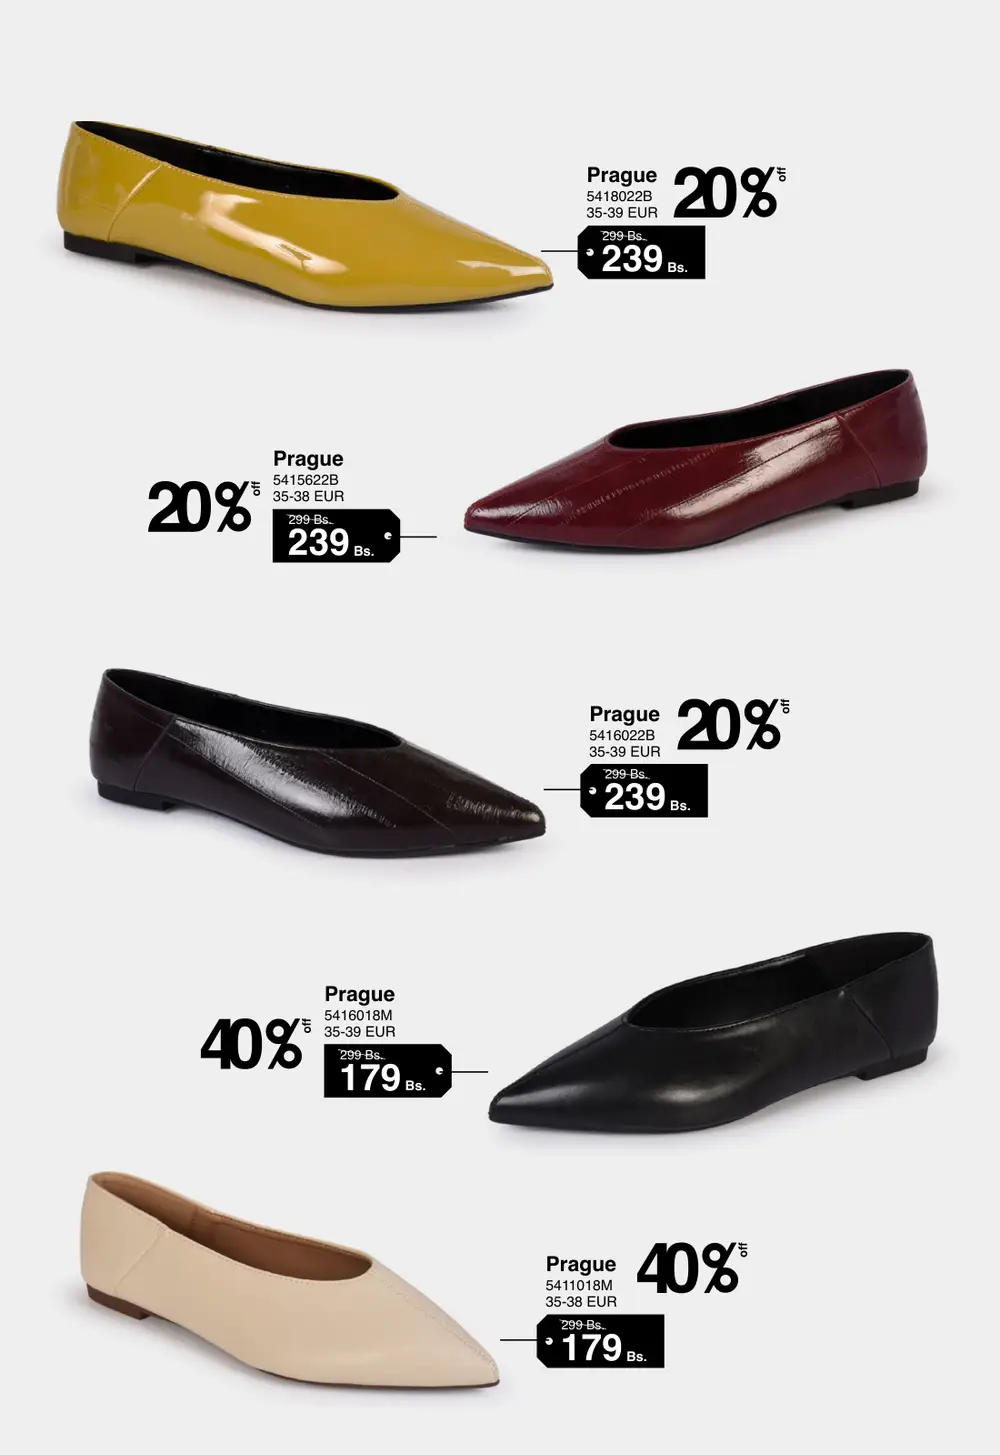 Prague
5418022B
35-39 EUR
20% off
299 Bs.
239 Bs.
Prague
5415622B
35-38 EUR
20% off
299 Bs.
239 Bs.
Prague
5416022B
35-39 EUR
20% off
299 Bs.
239 Bs.
Prague
5416018M
35-39 EUR
40% off
299 Bs.
179 Bs.
Prague
5411018M
35-38 EUR
40% off
299 Bs.
179 Bs.